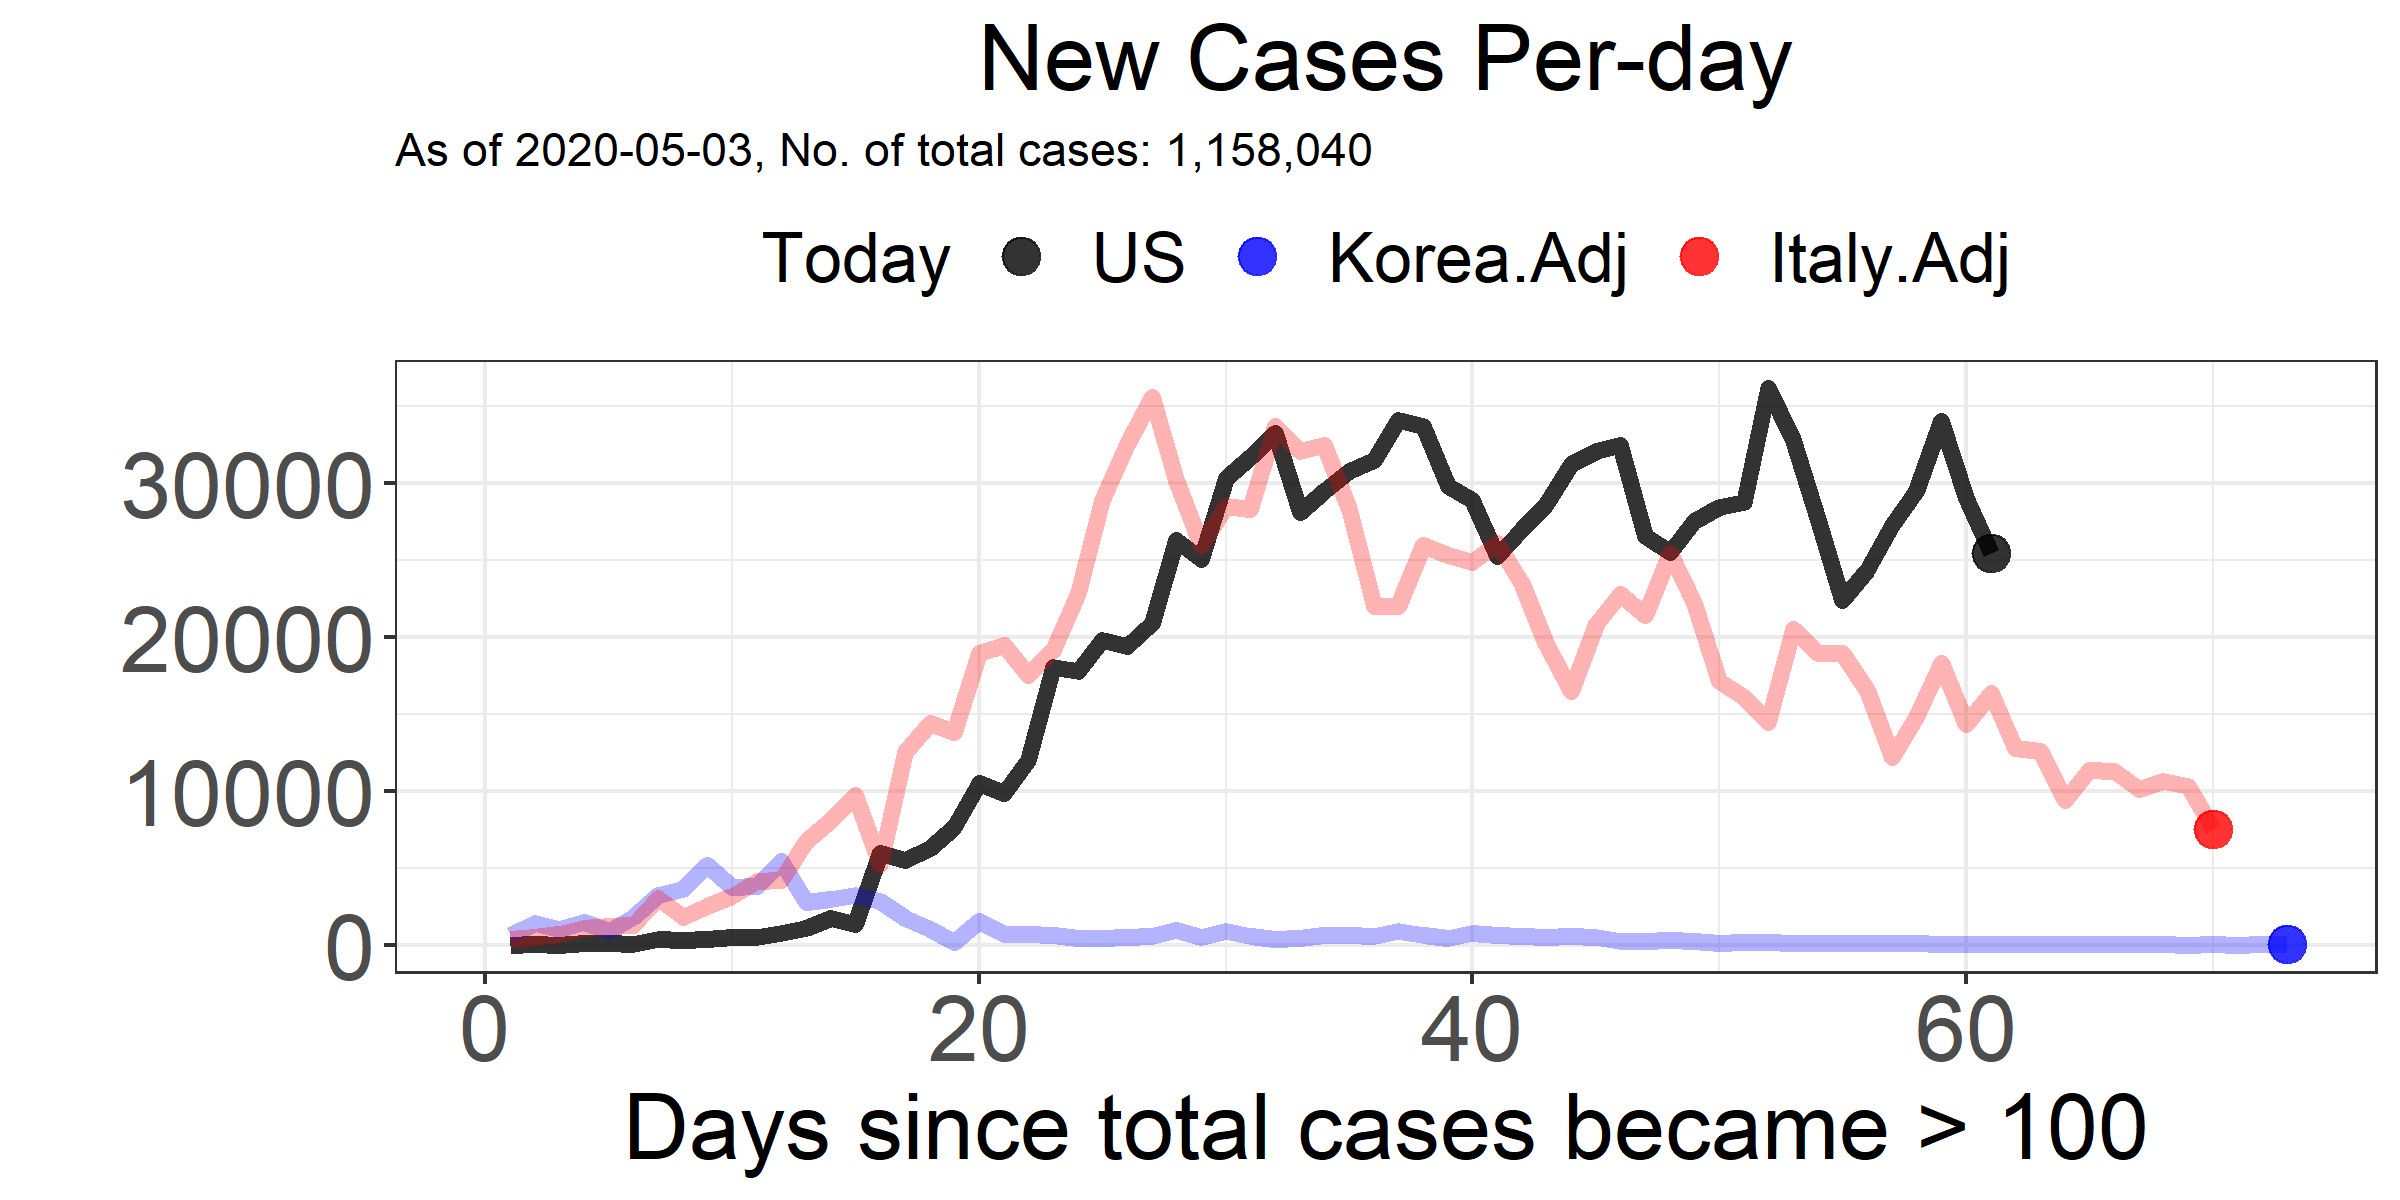 New Cases Per-day
As of 2020-05-03, No. of total cases: 1,158,040
Today US Korea.Adj Italy.Adj
30000
20000
10000
0
0 20 40 60
Days since total cases became > 100